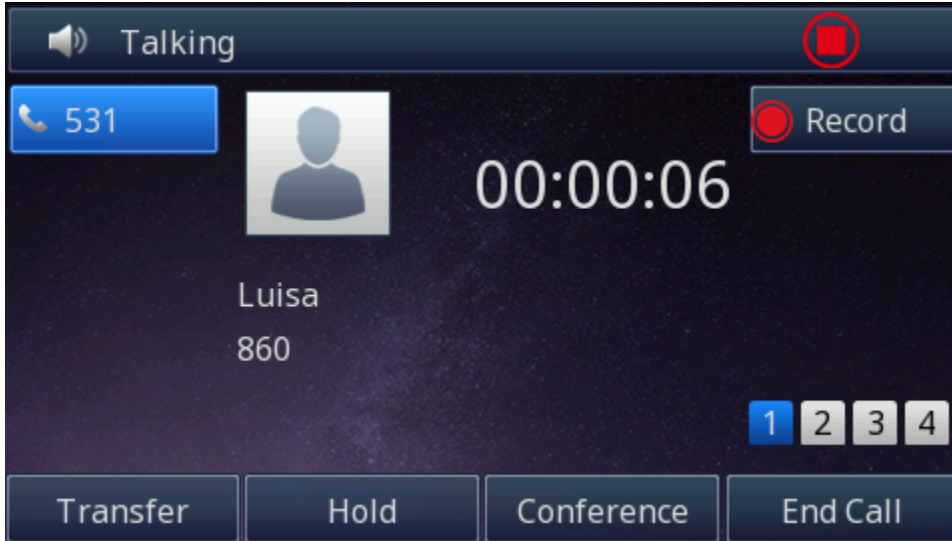 Talking
531
Record
00:00:06
Luisa
860
1 2 3 4
Transfer Hold Conference End Call